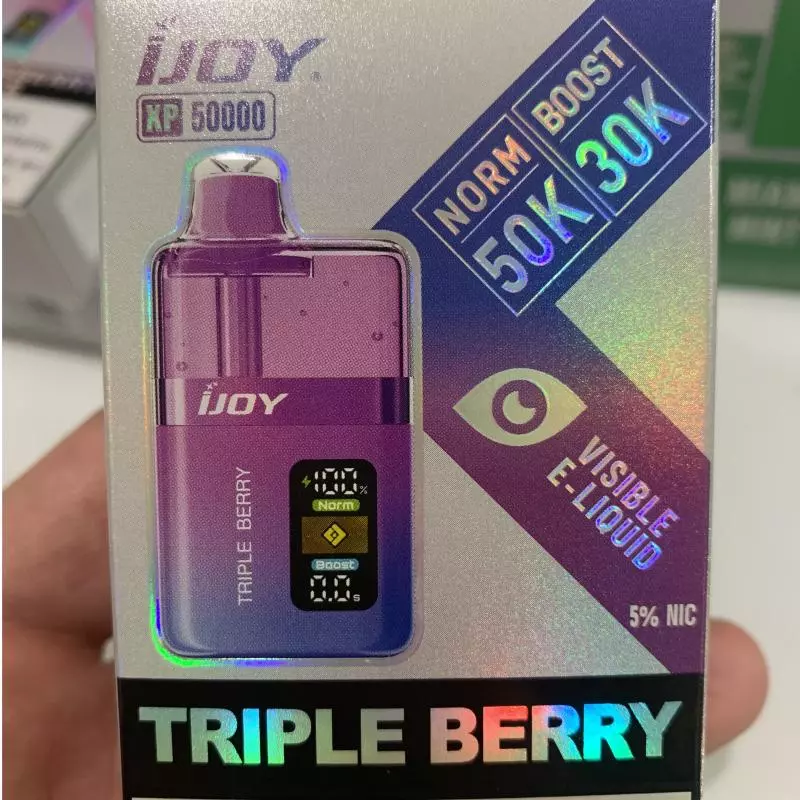 iJOY
XP 50000
NORM
50K
BOOST
30K
iJOY
TRIPLE BERRY
100%
Norm
Boost
0.0s
VISIBLE
E-LIQUID
5% NIC
TRIPLE BERRY